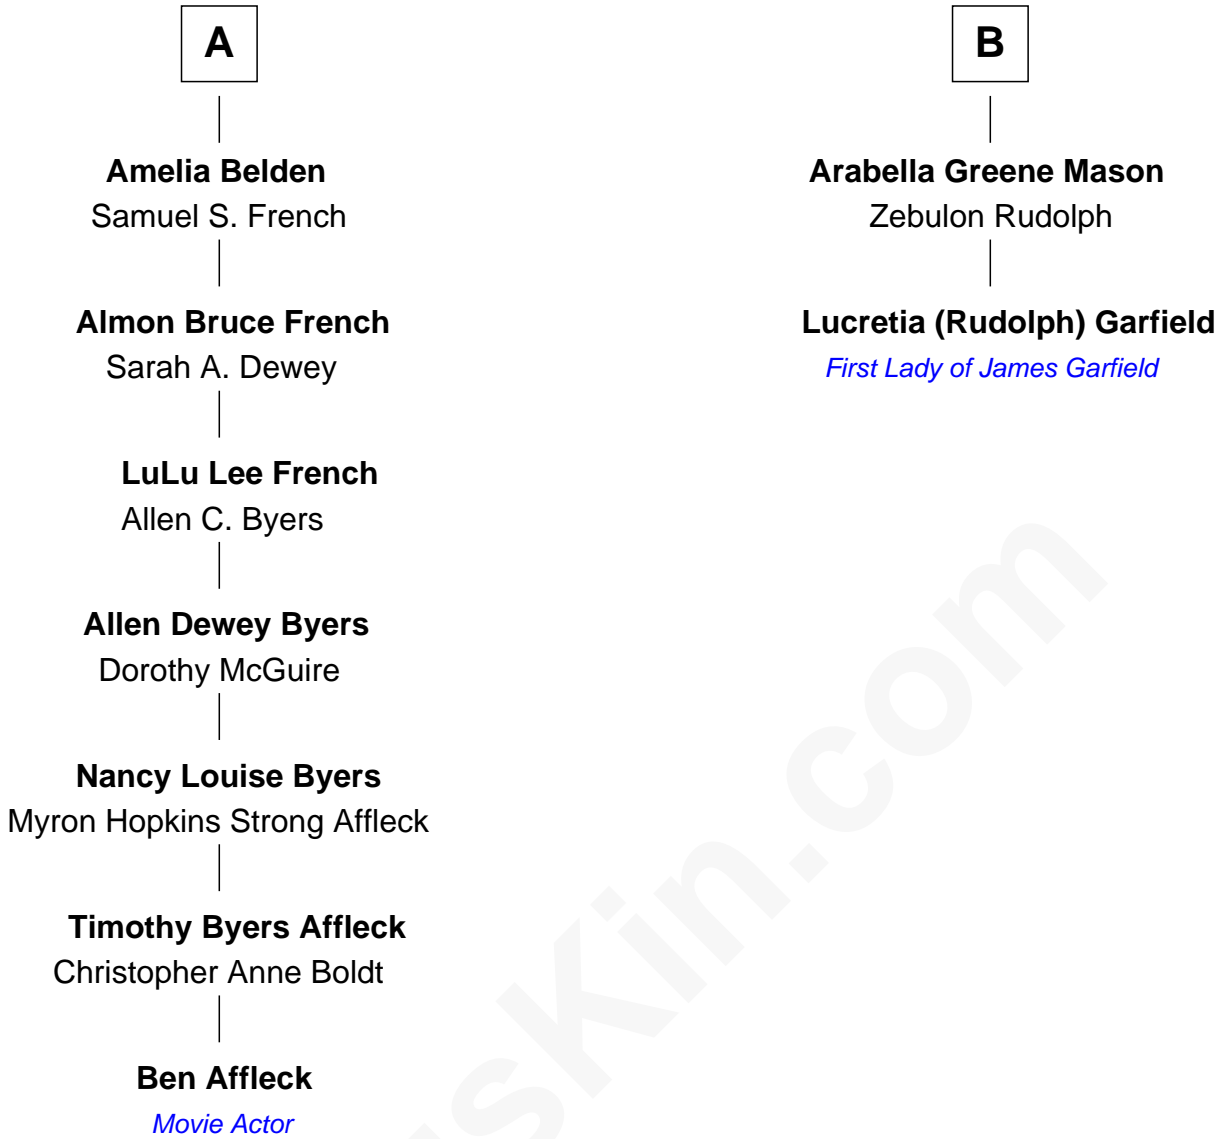 A
Amelia Belden
Samuel S. French
Almon Bruce French
Sarah A. Dewey
LuLu Lee French
Allen C. Byers
Allen Dewey Byers
Dorothy McGuire
Nancy Louise Byers
Myron Hopkins Strong Affleck
Timothy Byers Affleck
Christopher Anne Boldt
Ben Affleck
Movie Actor
B
Arabella Greene Mason
Zebulon Rudolph
Lucretia (Rudolph) Garfield
First Lady of James Garfield